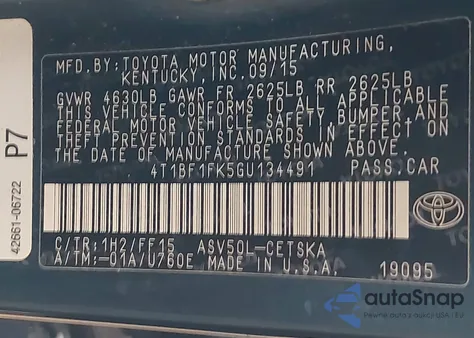 MFD. BY: TOYOTA MOTOR MANUFACTURING,
KENTUCKY, INC. 09/15
GVWR 4630LB GAWR FR 2625LB RR 2625LB
THIS VEHICLE CONFORMS TO ALL APPLICABLE
FEDERAL MOTOR VEHICLE SAFETY, BUMPER, AND
THEFT PREVENTION STANDARDS IN EFFECT ON
THE DATE OF MANUFACTURE SHOWN ABOVE.
4T1BF1FK5GU134491 PASS.CAR
C/TR:1H2/FF15 ASV50L-CETSKA
A/TM:-01A/U760E MADE IN U.S.A. 19095
P7
42661-06722
autoSnap